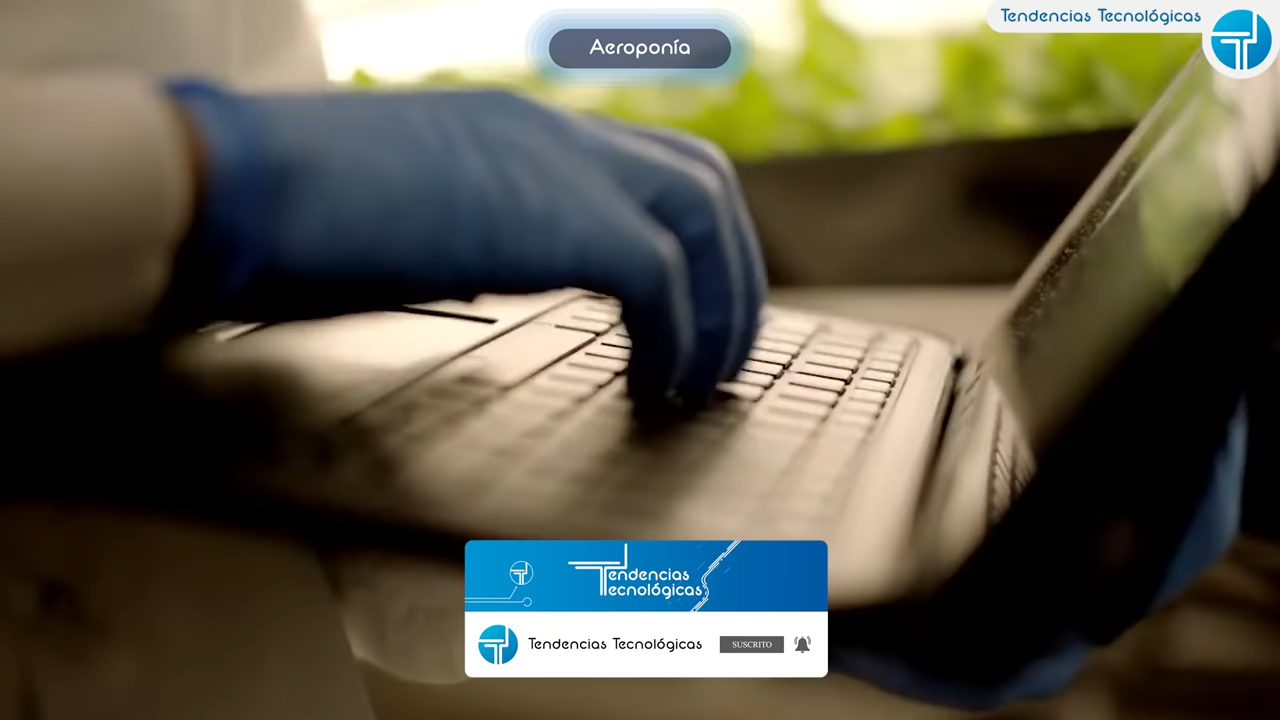 Aeroponía
Tendencias Tecnológicas
Tendencias
Tecnológicas
Tendencias Tecnológicas
SUSCRITO